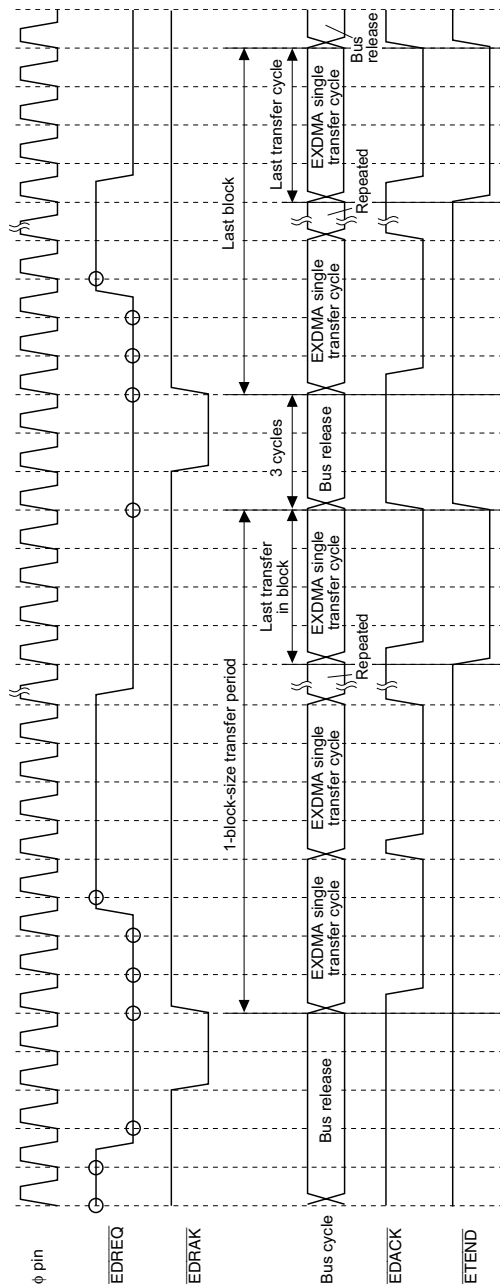 φ pin
EDREQ
EDRAK
1-block-size transfer period
Last transfer
in block
3 cycles
Last block
Last transfer cycle
Bus cycle
Bus release
EXDMA single
transfer cycle
EXDMA single
transfer cycle
Repeated
EXDMA single
transfer cycle
Bus release
EXDMA single
transfer cycle
Repeated
EXDMA single
transfer cycle
Bus
release
EDACK
ETEND